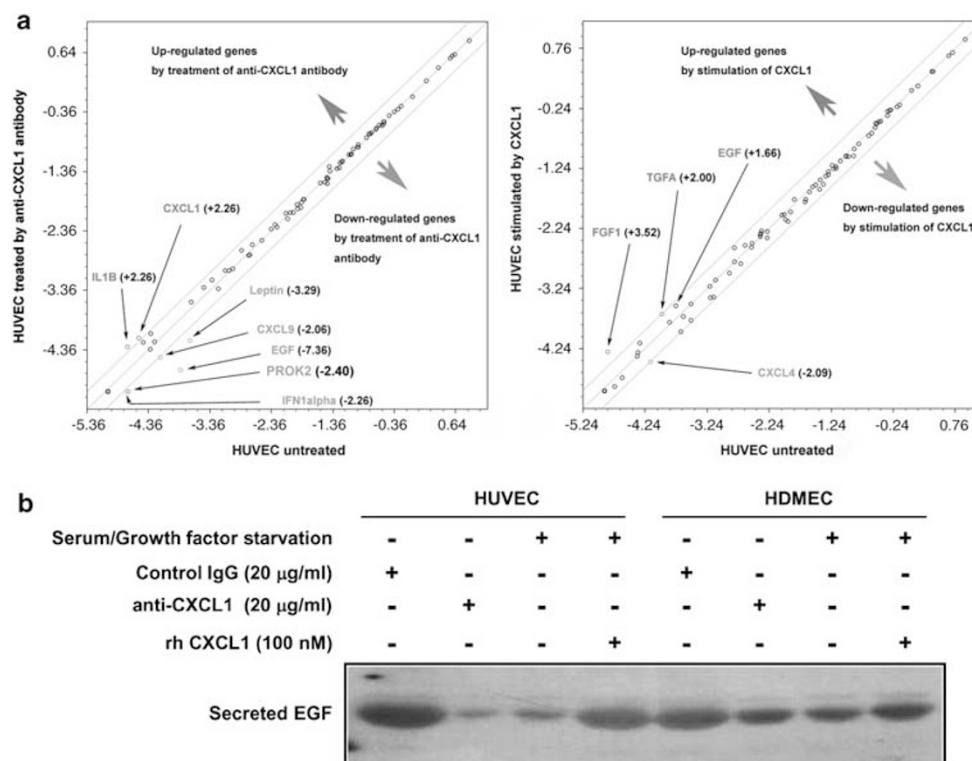 a
HUVEC treated by anti-CXCL1 antibody
0.64
-0.36
-1.36
-2.36
-3.36
-4.36
Up-regulated genes
by treatment of anti-CXCL1 antibody
Down-regulated genes
by treatment of anti-CXCL1
antibody
CXCL1 (+2.26)
IL1B (+2.26)
Leptin (-3.29)
CXCL9 (-2.06)
EGF (-7.36)
PROK2 (-2.40)
IFN1alpha (-2.26)
-5.36 -4.36 -3.36 -2.36 -1.36 -0.36 0.64
HUVEC untreated
HUVEC stimulated by CXCL1
0.76
-0.24
-1.24
-2.24
-3.24
-4.24
Up-regulated genes
by stimulation of CXCL1
Down-regulated genes
by stimulation of CXCL1
EGF (+1.66)
TGFA (+2.00)
FGF1 (+3.52)
CXCL4 (-2.09)
-5.24 -4.24 -3.24 -2.24 -1.24 -0.24 0.76
HUVEC untreated
b
HUVEC HDMEC
Serum/Growth factor starvation - - + + - - + +
Control IgG (20 µg/ml) + - - - + - - -
anti-CXCL1 (20 µg/ml) - + - - - + - -
rh CXCL1 (100 nM) - - - + - - - +
Secreted EGF